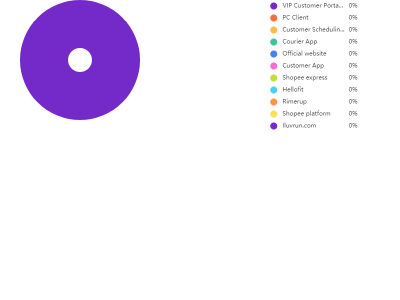 VIP Customer Porta... 0%
PC Client 0%
Customer Schedulin... 0%
Courier App 0%
Official website 0%
Customer App 0%
Shopee express 0%
Hellofit 0%
Rimerup 0%
Shopee platform 0%
lluvrun.com 0%